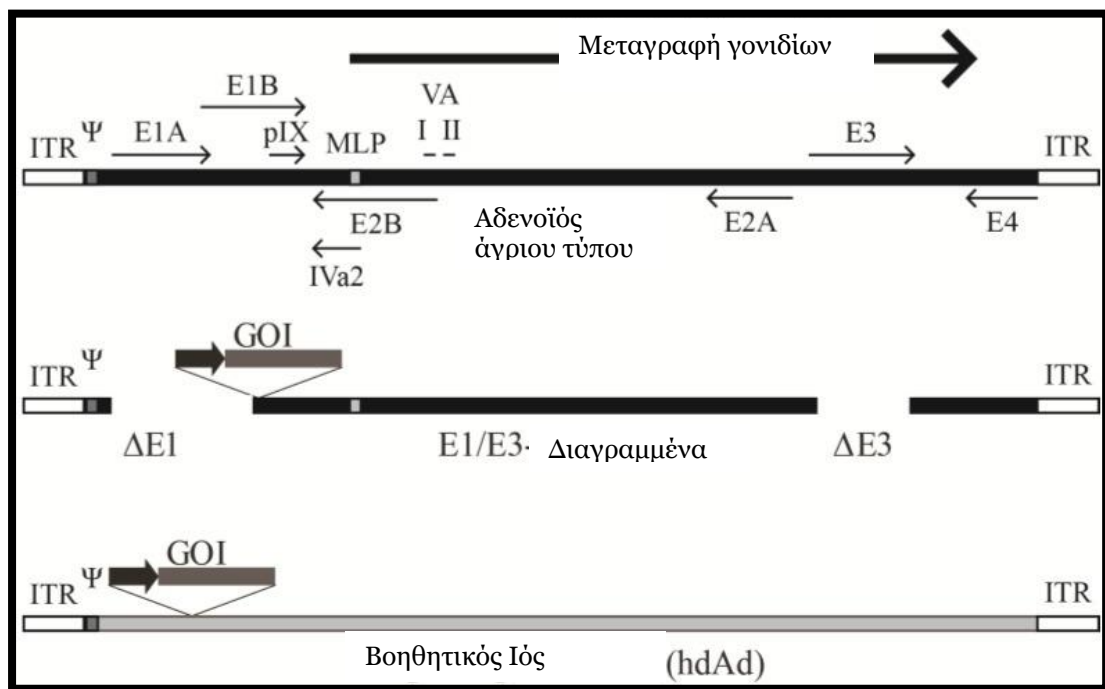 Μεταγραφή γονιδίων
E1B
VA
ITR Ψ E1A pIX MLP I II E3 ITR
E2B Αδενοϊός E2A E4
άγριου τύπου
IVa2
GOI
ITR Ψ ITR
ΔE1 E1/E3- Διαγραμμένα ΔE3
GOI
ITR Ψ ITR
Βοηθητικός Ιός (hdAd)